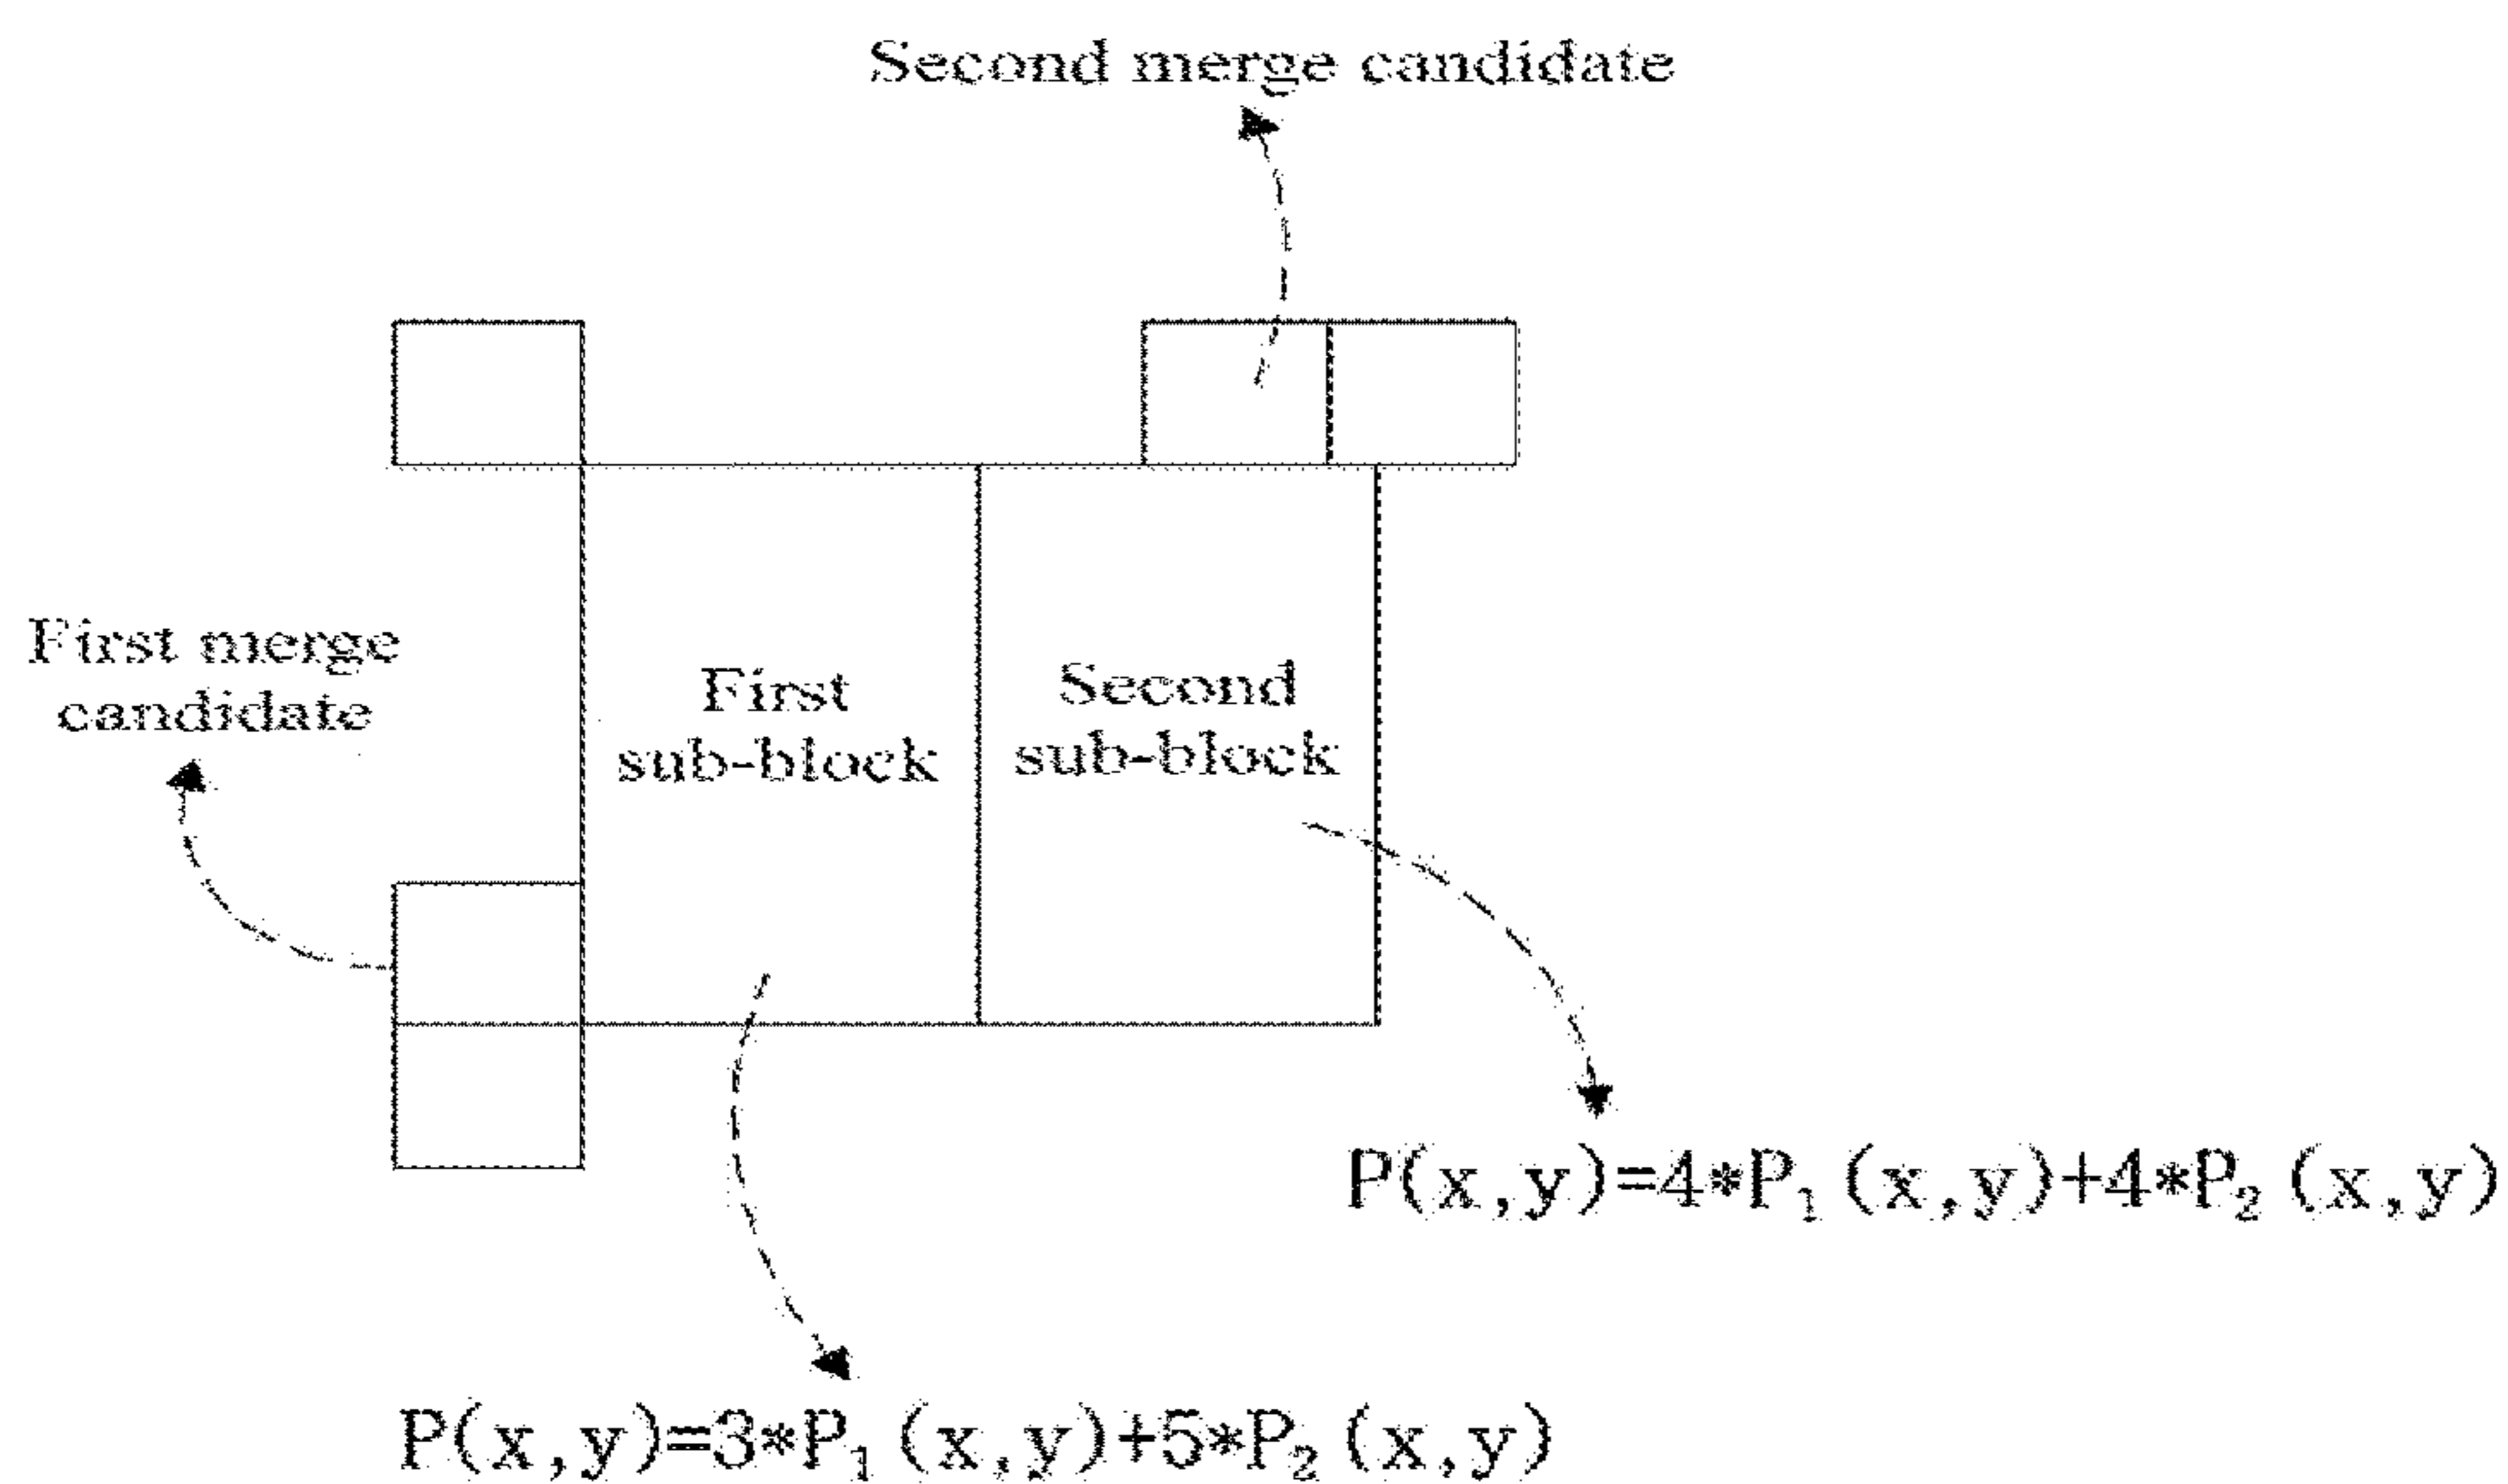 Second merge candidate
First merge
candidate
First
sub-block
Second
sub-block
P(x,y)=4*P₁(x,y)+4*P₂(x,y)
P(x,y)=3*P₁(x,y)+5*P₂(x,y)